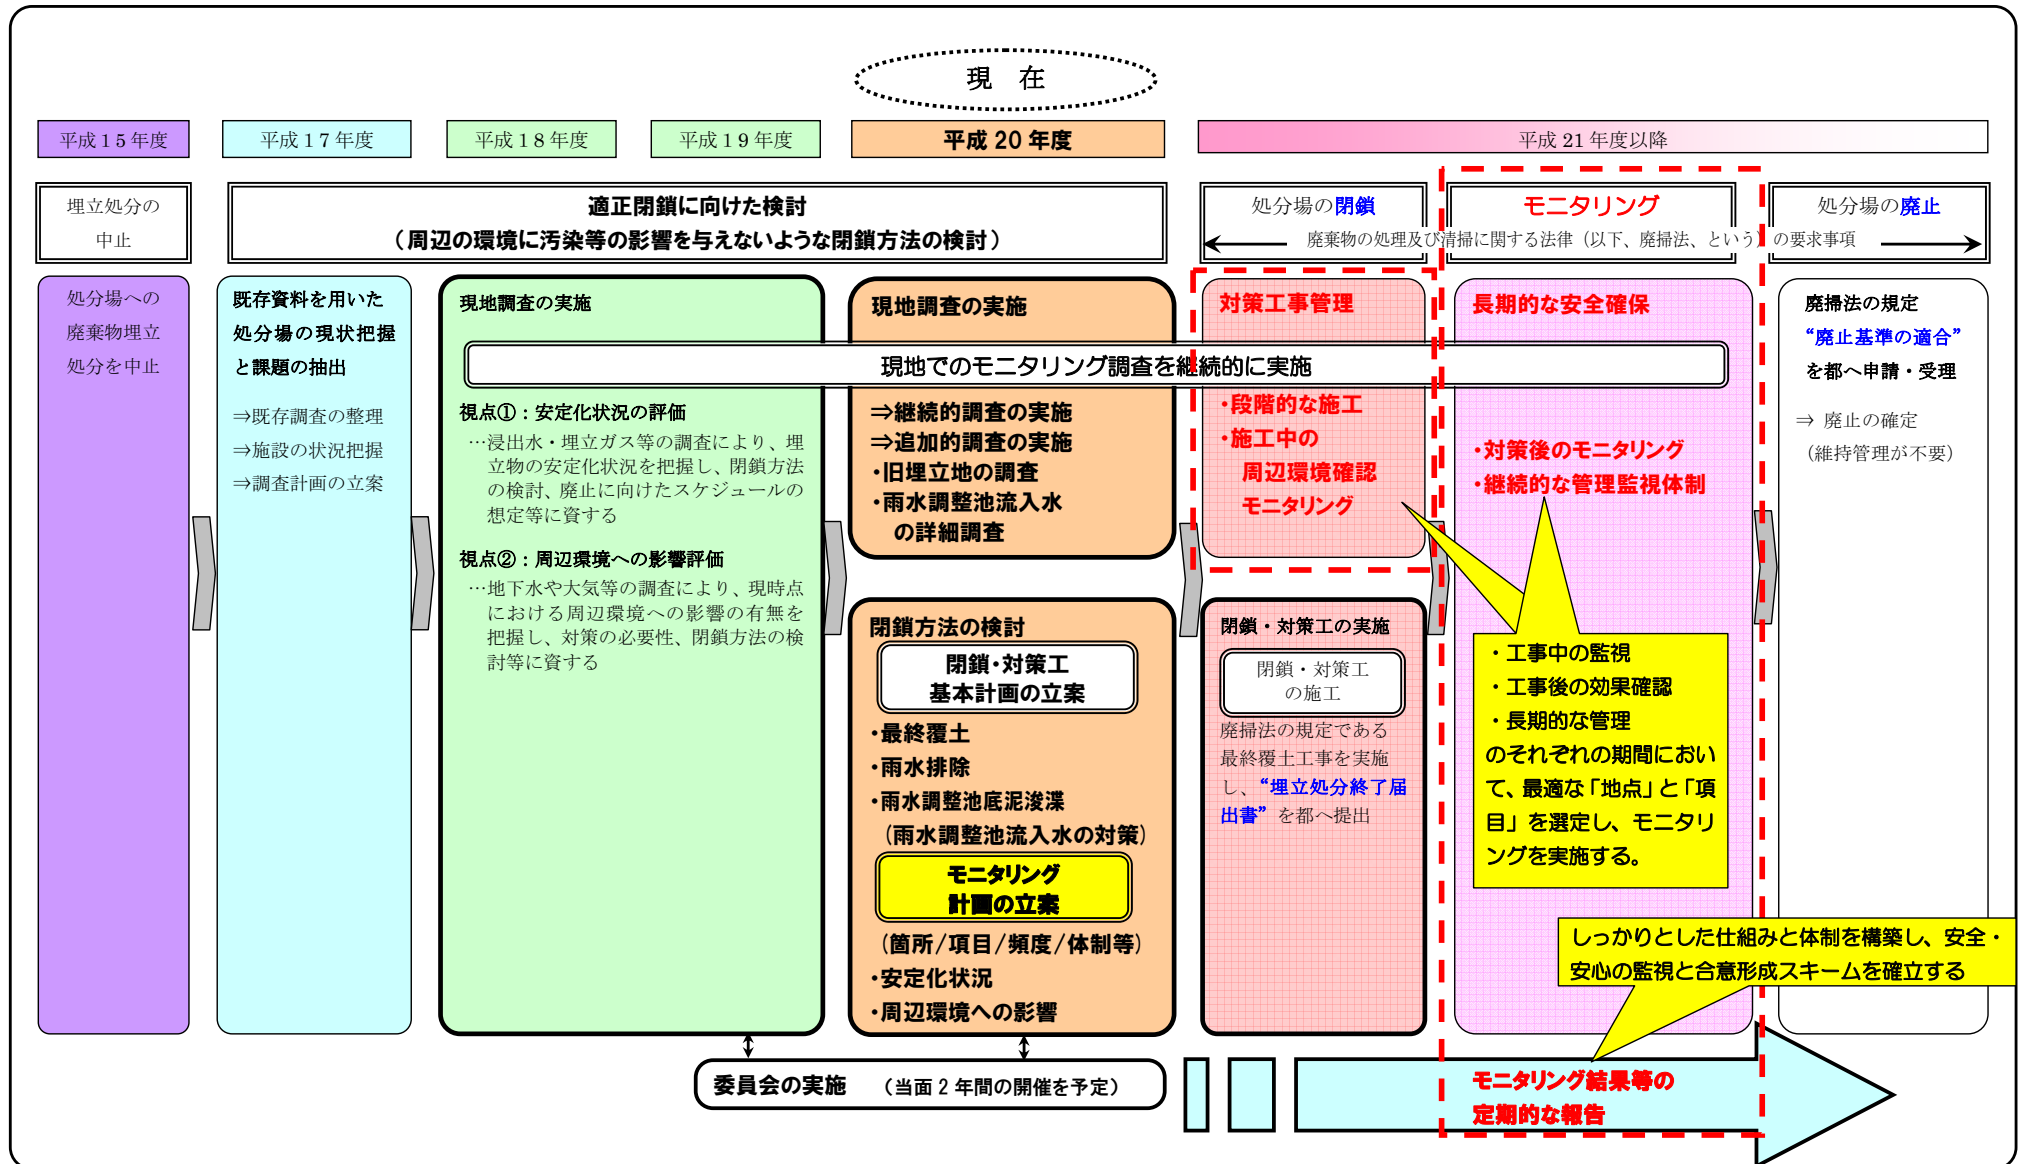 現 在
平成15年度
平成17年度
平成18年度
平成19年度
平成 20 年度
平成 21 年度以降
埋立処分の
中止
適正閉鎖に向けた検討
（周辺の環境に汚染等の影響を与えないような閉鎖方法の検討）
処分場の閉鎖
モニタリング
処分場の廃止
廃棄物の処理及び清掃に関する法律（以下、廃掃法、という）の要求事項
処分場への
廃棄物埋立
処分を中止
既存資料を用いた
処分場の現状把握
と課題の抽出
⇒既存調査の整理
⇒施設の状況把握
⇒調査計画の立案
現地調査の実施
現地でのモニタリング調査を継続的に実施
視点①：安定化状況の評価
…浸出水・埋立ガス等の調査により、埋
立物の安定化状況を把握し、閉鎖方法
の検討、廃止に向けたスケジュールの
想定等に資する
視点②：周辺環境への影響評価
…地下水や大気等の調査により、現時点
における周辺環境への影響の有無を
把握し、対策の必要性、閉鎖方法の検
討等に資する
現地調査の実施
⇒継続的調査の実施
⇒追加的調査の実施
・旧埋立地の調査
・雨水調整池流入水
の詳細調査
閉鎖方法の検討
閉鎖・対策工
基本計画の立案
・最終覆土
・雨水排除
・雨水調整池底泥浚渫
（雨水調整池流入水の対策）
モニタリング
計画の立案
（箇所/項目/頻度/体制等）
・安定化状況
・周辺環境への影響
対策工事管理
・段階的な施工
・施工中の
周辺環境確認
モニタリング
閉鎖・対策工の実施
閉鎖・対策工
の施工
廃掃法の規定である
最終覆土工事を実施
し、“埋立処分終了届
出書”を都へ提出
長期的な安全確保
・対策後のモニタリング
・継続的な管理監視体制
・工事中の監視
・工事後の効果確認
・長期的な管理
のそれぞれの期間におい
て、最適な「地点」と「項
目」を選定し、モニタリ
ングを実施する。
廃掃法の規定
“廃止基準の適合”
を都へ申請・受理
⇒ 廃止の確定
（維持管理が不要）
しっかりとした仕組みと体制を構築し、安全・
安心の監視と合意形成スキームを確立する
委員会の実施 （当面 2 年間の開催を予定）
モニタリング結果等の
定期的な報告